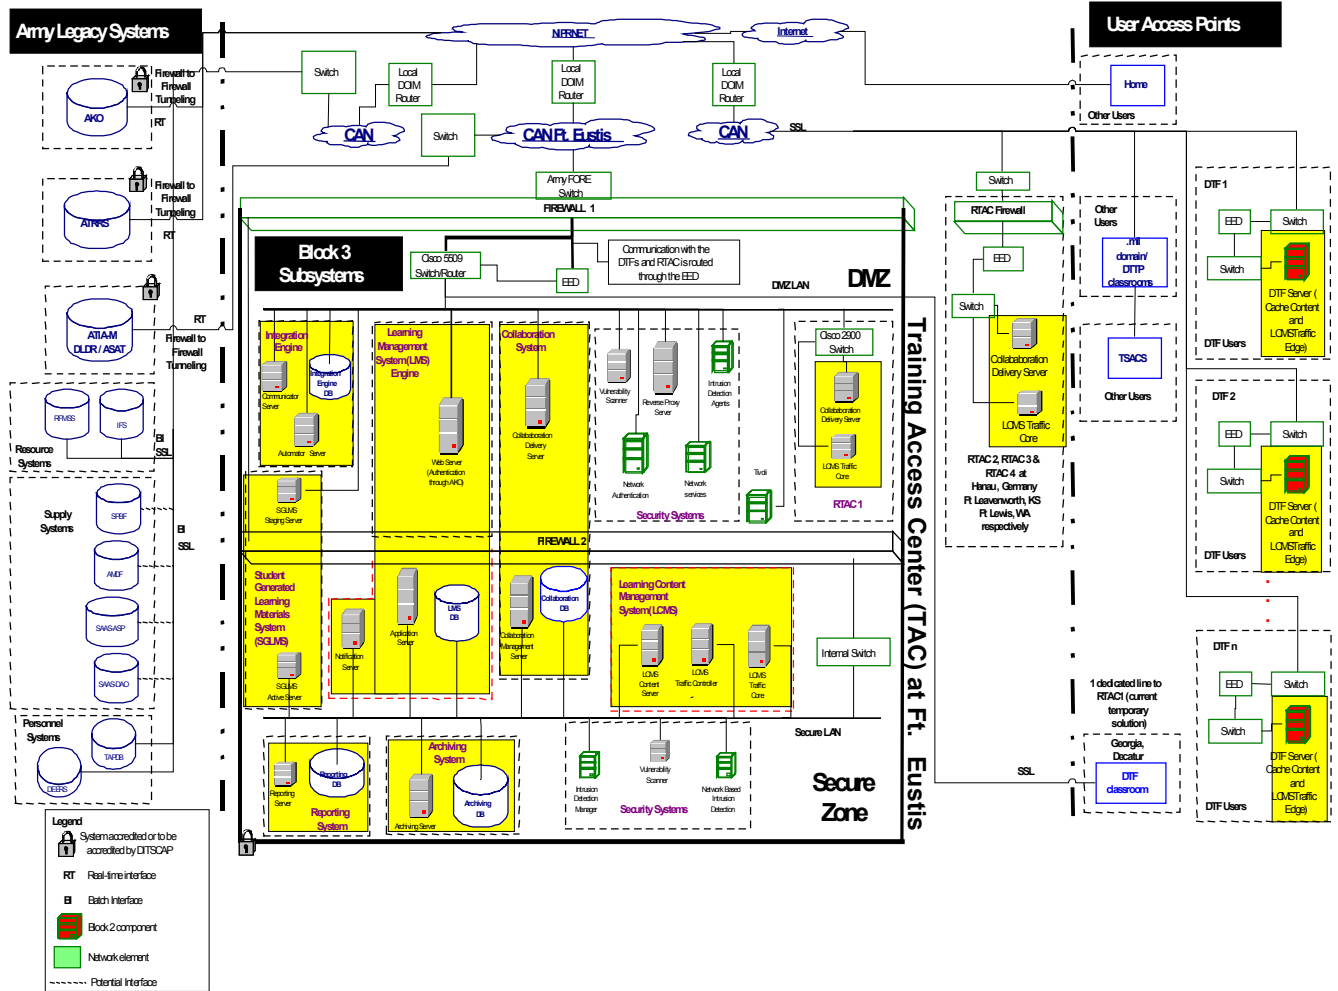 Army Legacy Systems
User Access Points
NIPRNET
Internet
Switch
Local
DOIM
Router
Local
DOIM
Router
Local
DOIM
Router
Home
Other Users
Firewall to
Firewall
Tunneling
RT
AKO
CAN
Switch
CAN Ft. Eustis
CAN
SSL
Army FORE
Switch
FIREWALL 1
Firewall to
Firewall
Tunneling
RT
ATRRS
Switch
RTAC Firewall
EED
Switch
Collaboration
Delivery Server
LCMS Traffic
Core
RTAC 2, RTAC 3 &
RTAC 4 at
Hanau, Germany
Ft Leavenworth, KS
Ft Lewis, WA
respectively
Other
Users
.mil
domain/
DTTP
classrooms
TSACS
Other Users
DTF 1
EED
Switch
Switch
DTF Server (
Cache Content
and
LCMSTraffic
Edge)
DTF Users
DTF 2
EED
Switch
Switch
DTF Server (
Cache Content
and
LCMSTraffic
Edge)
DTF Users
DTF n
EED
Switch
Switch
DTF Server (
Cache Content
and
LCMSTraffic
Edge)
DTF Users
Block 3
Subsystems
Cisco 5509
Switch/Router
EED
Communication with the
DTFs and RTAC is routed
through the EED
DMZ LAN
DMZ
ATIA-M
DLDR / ASAT
RT
Firewall to
Firewall
Tunneling
Integration
Engine
Integration
Engine
DB
Communicator
Server
Automator Server
Learning
Management
System(LMS)
Engine
Web Server
(Authentication
through AKO)
Collaboration
System
Collaboration
Delivery
Server
Vulnerability
Scanner
Reverse Proxy
Server
Intrusion
Detection
Agents
Network
Authentication
Network
services
Security Systems
Tivoli
Cisco 2900
Switch
Collaboration
Delivery Server
LCMS Traffic
Core
RTAC 1
Training Access Center (TAC) at Ft. Eustis
RFMSS
IFS
Resource
Systems
BI
SSL
Supply
Systems
SPBF
AMDF
SAAS-ASP
SAAS-DAO
BI
SSL
Personnel
Systems
TAPDB
DEERS
SGLMS
Staging Server
FIREWALL 2
Student
Generated
Learning
Materials
System
(SGLMS)
SGLMS
Active Server
Notification
Server
Application
Server
LMS
DB
Collaboration
Management
Server
Collaboration
DB
Learning Content
Management
System(LCMS)
LCMS
Content
Server
LCMS
Traffic Controller
LCMS
Traffic
Core
Internal Switch
Secure LAN
Secure
Zone
Reporting
Server
Reporting
DB
Reporting
System
Archiving
System
Archiving Server
Archiving
DB
Intrusion
Detection
Manager
Vulnerability
Scanner
Network Based
Intrusion
Detection
Security Systems
SSL
1 dedicated line to
RTAC1 (current
temporary
solution)
Georgia,
Decatur
DTF
classroom
Legend
System accredited or to be
accredited by DITSCAP
RT Real-time interface
BI Batch Interface
Block 2 component
Network element
Potential Interface